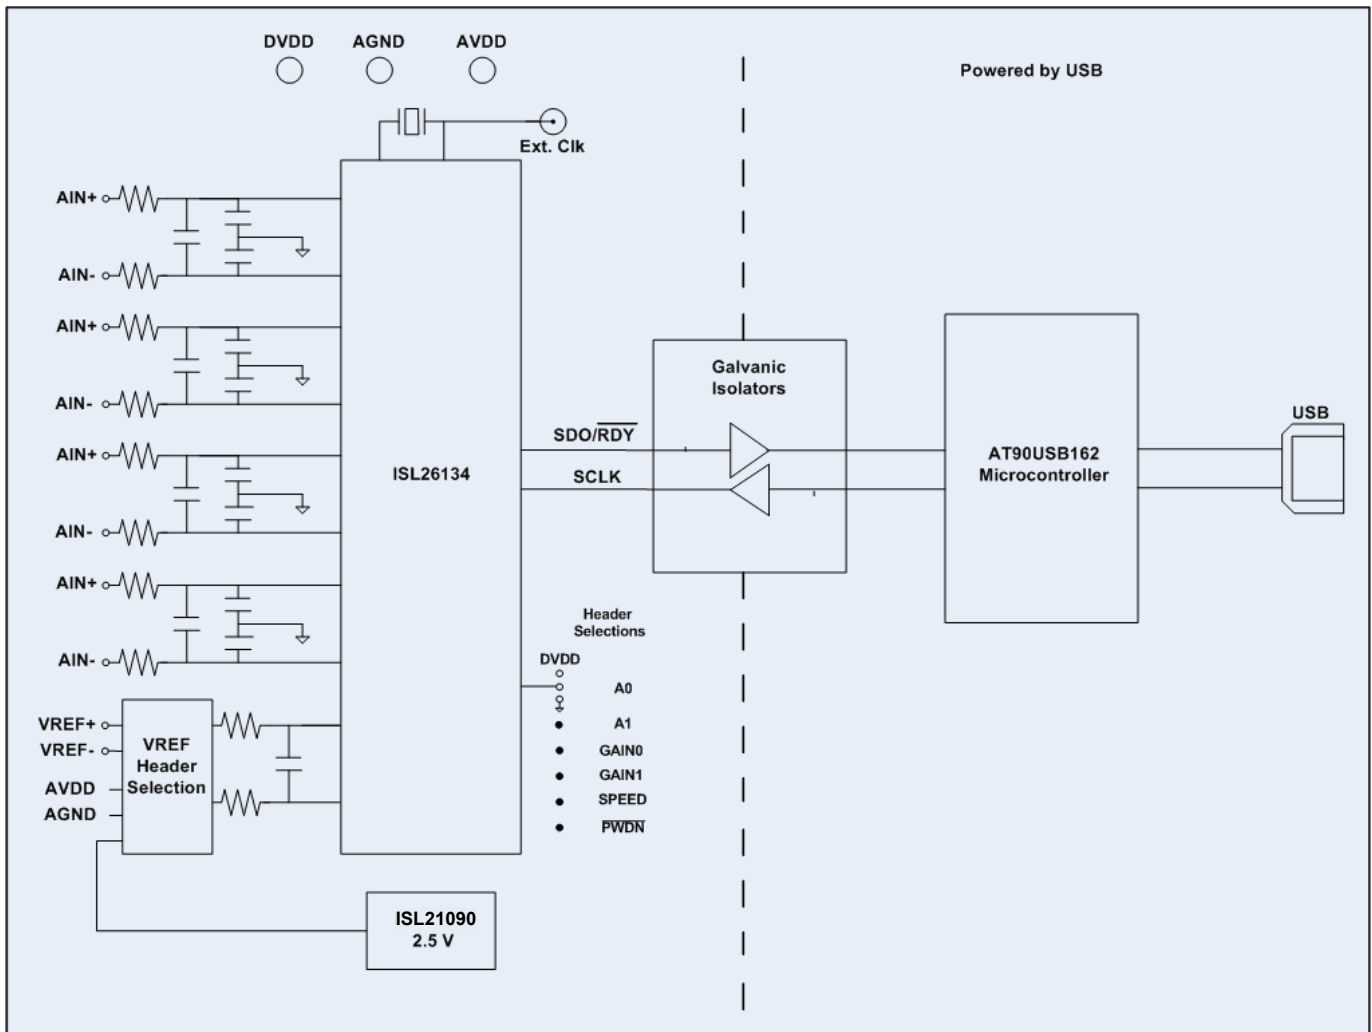 DVDD
AGND
AVDD
Powered by USB
Ext. Clk
AIN+
AIN-
AIN+
AIN-
AIN+
AIN-
AIN+
AIN-
ISL26134
SDO/RDY
SCLK
Galvanic
Isolators
AT90USB162
Microcontroller
USB
Header
Selections
DVDD
A0
A1
GAIN0
GAIN1
SPEED
PWDN
VREF+
VREF-
AVDD
AGND
VREF
Header
Selection
ISL21090
2.5 V